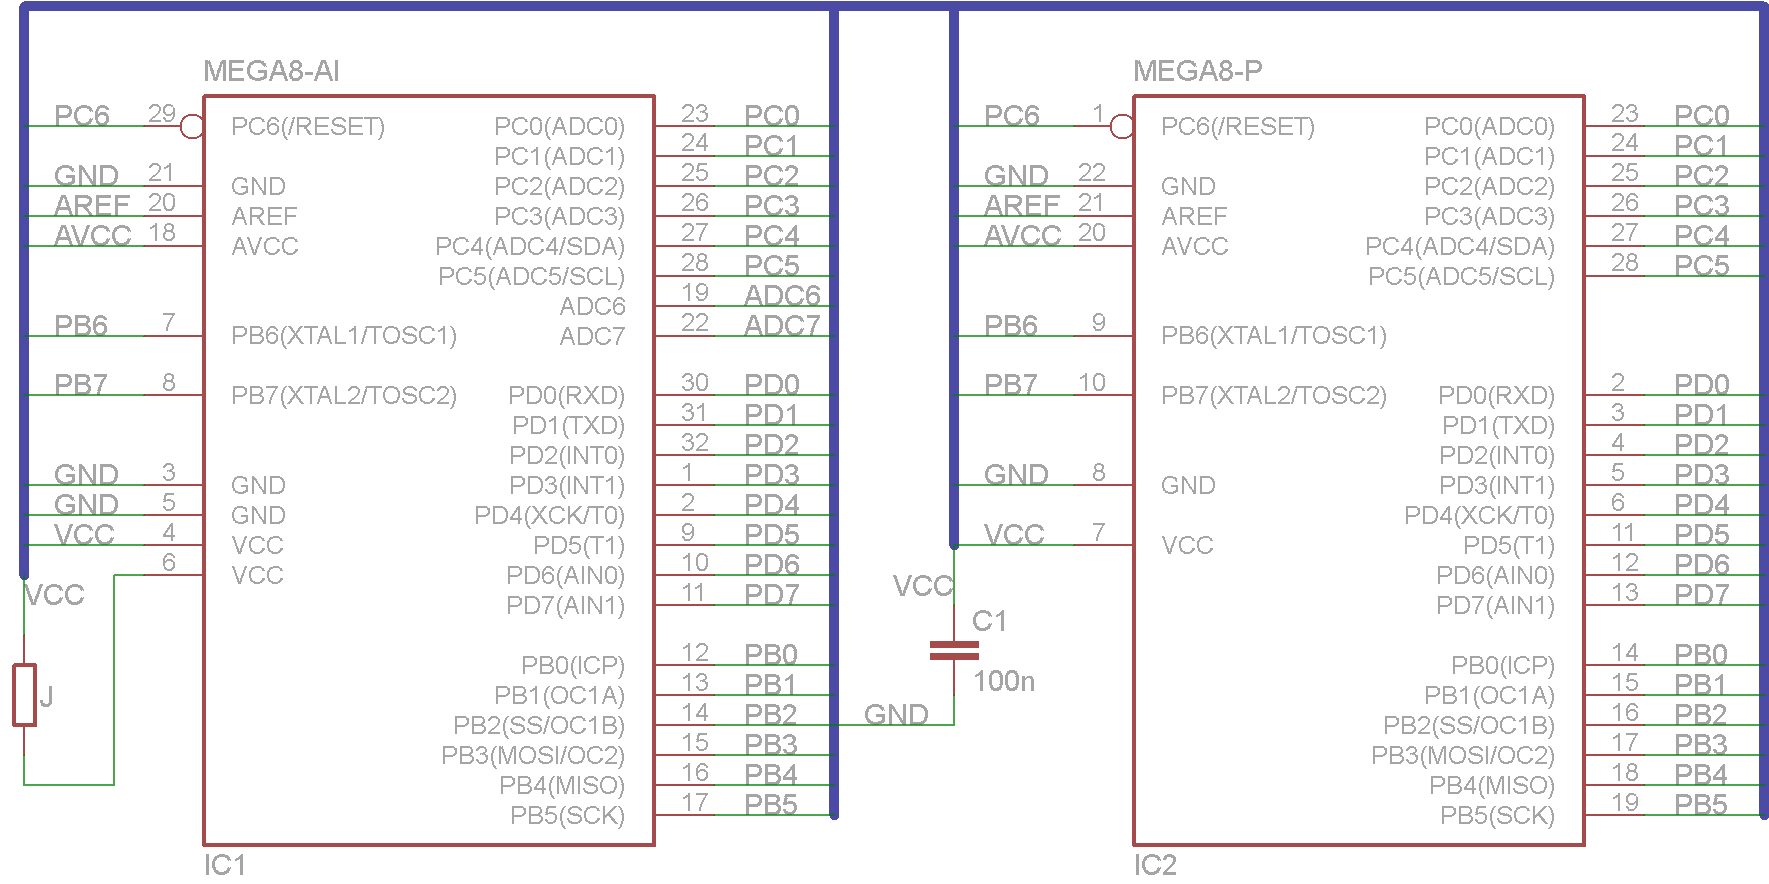 MEGA8-AI
PC6 29 PC6(/RESET) PC0(ADC0) 23 PC0
PC1(ADC1) 24 PC1
GND 21 GND PC2(ADC2) 25 PC2
AREF 20 AREF PC3(ADC3) 26 PC3
AVCC 18 AVCC PC4(ADC4/SDA) 27 PC4
PC5(ADC5/SCL) 28 PC5
ADC6 19 ADC6
PB6 7 PB6(XTAL1/TOSC1) ADC7 22 ADC7
PB7 8 PB7(XTAL2/TOSC2) PD0(RXD) 30 PD0
PD1(TXD) 31 PD1
PD2(INT0) 32 PD2
GND 3 GND PD3(INT1) 1 PD3
GND 5 GND PD4(XCK/T0) 2 PD4
VCC 4 VCC PD5(T1) 9 PD5
6 VCC PD6(AIN0) 10 PD6
VCC PD7(AIN1) 11 PD7
PB0(ICP) 12 PB0
J PB1(OC1A) 13 PB1
PB2(SS/OC1B) 14 PB2
PB3(MOSI/OC2) 15 PB3
PB4(MISO) 16 PB4
PB5(SCK) 17 PB5
IC1
MEGA8-P
PC6 1 PC6(/RESET) PC0(ADC0) 23 PC0
PC1(ADC1) 24 PC1
GND 22 GND PC2(ADC2) 25 PC2
AREF 21 AREF PC3(ADC3) 26 PC3
AVCC 20 AVCC PC4(ADC4/SDA) 27 PC4
PC5(ADC5/SCL) 28 PC5
PB6 9 PB6(XTAL1/TOSC1)
PB7 10 PB7(XTAL2/TOSC2) PD0(RXD) 2 PD0
PD1(TXD) 3 PD1
PD2(INT0) 4 PD2
GND 8 GND PD3(INT1) 5 PD3
PD4(XCK/T0) 6 PD4
VCC 7 VCC PD5(T1) 11 PD5
PD6(AIN0) 12 PD6
VCC PD7(AIN1) 13 PD7
C1
100n PB0(ICP) 14 PB0
PB1(OC1A) 15 PB1
GND PB2(SS/OC1B) 16 PB2
PB3(MOSI/OC2) 17 PB3
PB4(MISO) 18 PB4
PB5(SCK) 19 PB5
IC2